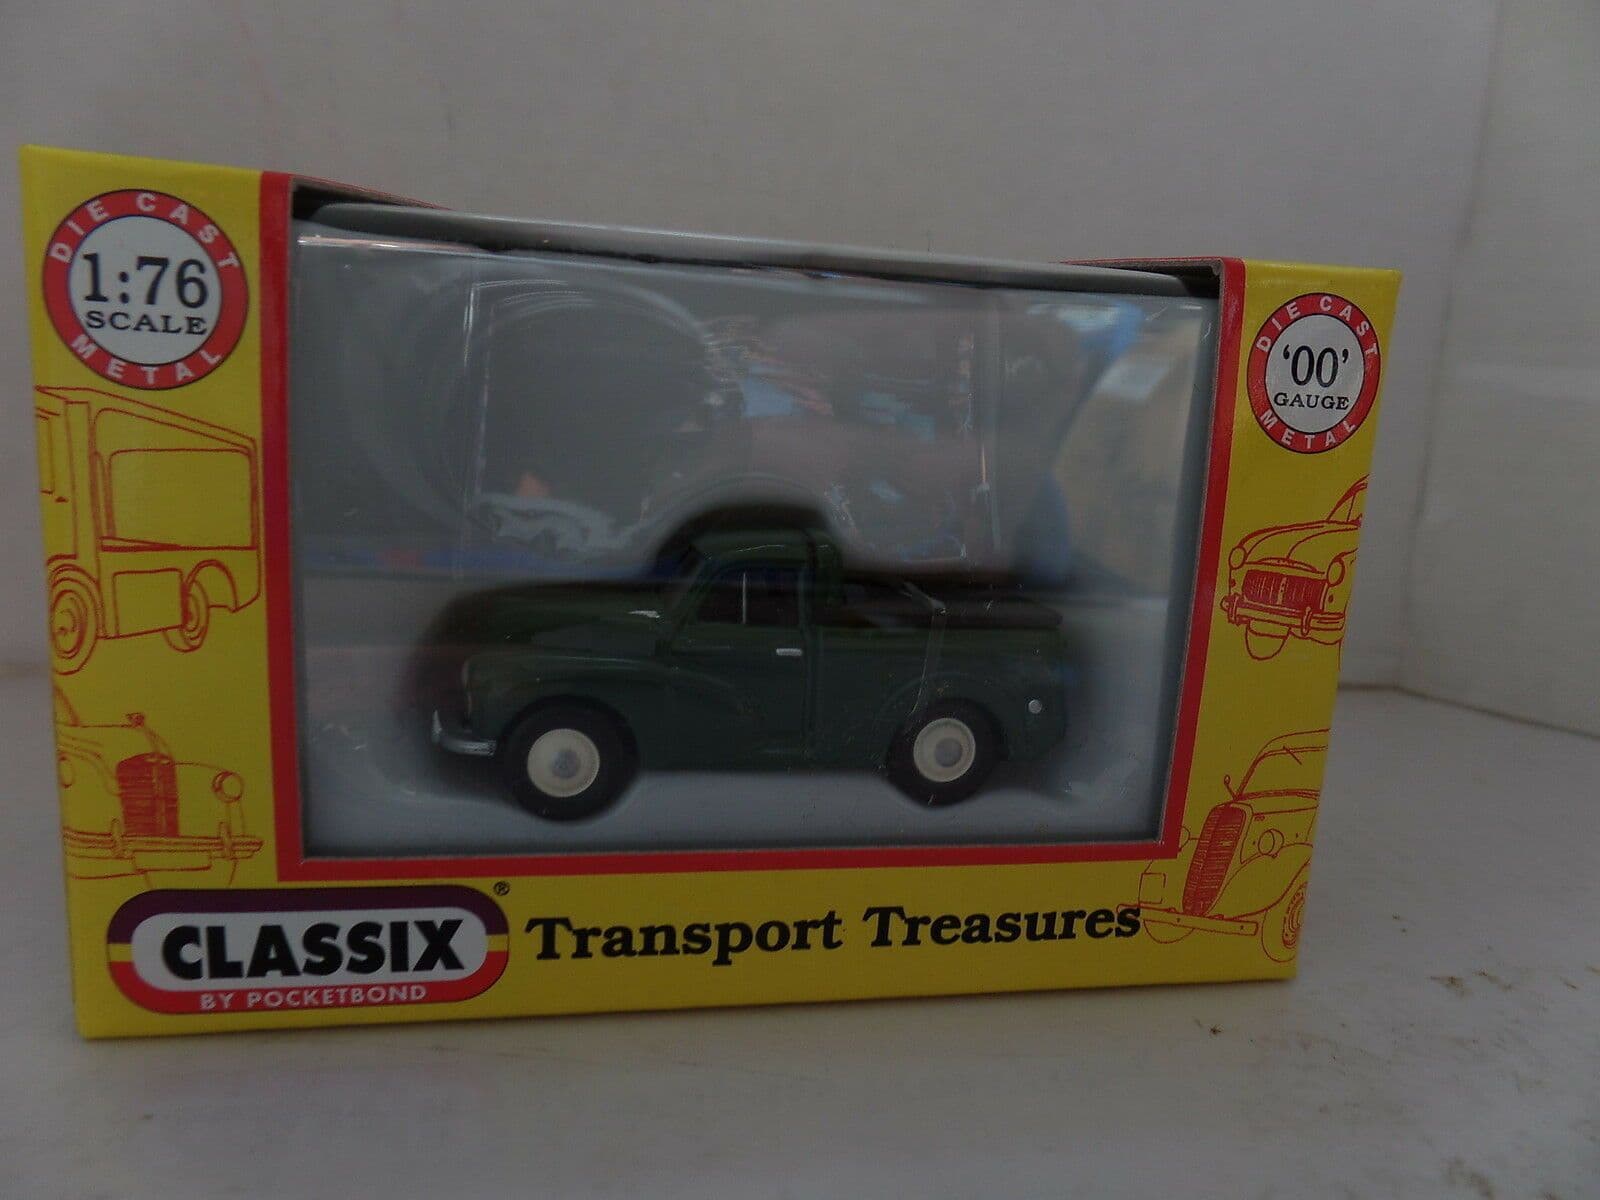 DIE CAST
1:76
SCALE
METAL
DIE CAST
'00'
GAUGE
METAL
CLASSIX®
BY POCKETBOND
Transport Treasures